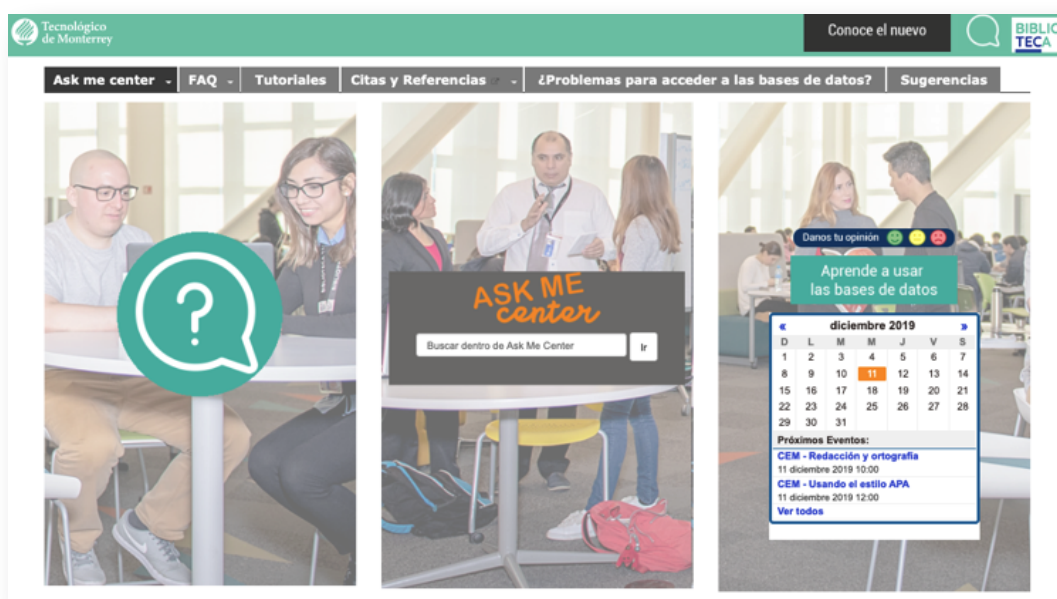 Tecnológico
de Monterrey
Conoce el nuevo
BIBLIO
TECA
Ask me center
FAQ
Tutoriales
Citas y Referencias
¿Problemas para acceder a las bases de datos?
Sugerencias
?
ASK ME
center
Buscar dentro de Ask Me Center
Ir
Danos tu opinión
Aprende a usar
las bases de datos
« diciembre 2019 »
D L M M J V S
1 2 3 4 5 6 7
8 9 10 11 12 13 14
15 16 17 18 19 20 21
22 23 24 25 26 27 28
29 30 31
Próximos Eventos:
CEM - Redacción y ortografía
11 diciembre 2019 10:00
CEM - Usando el estilo APA
11 diciembre 2019 12:00
Ver todos